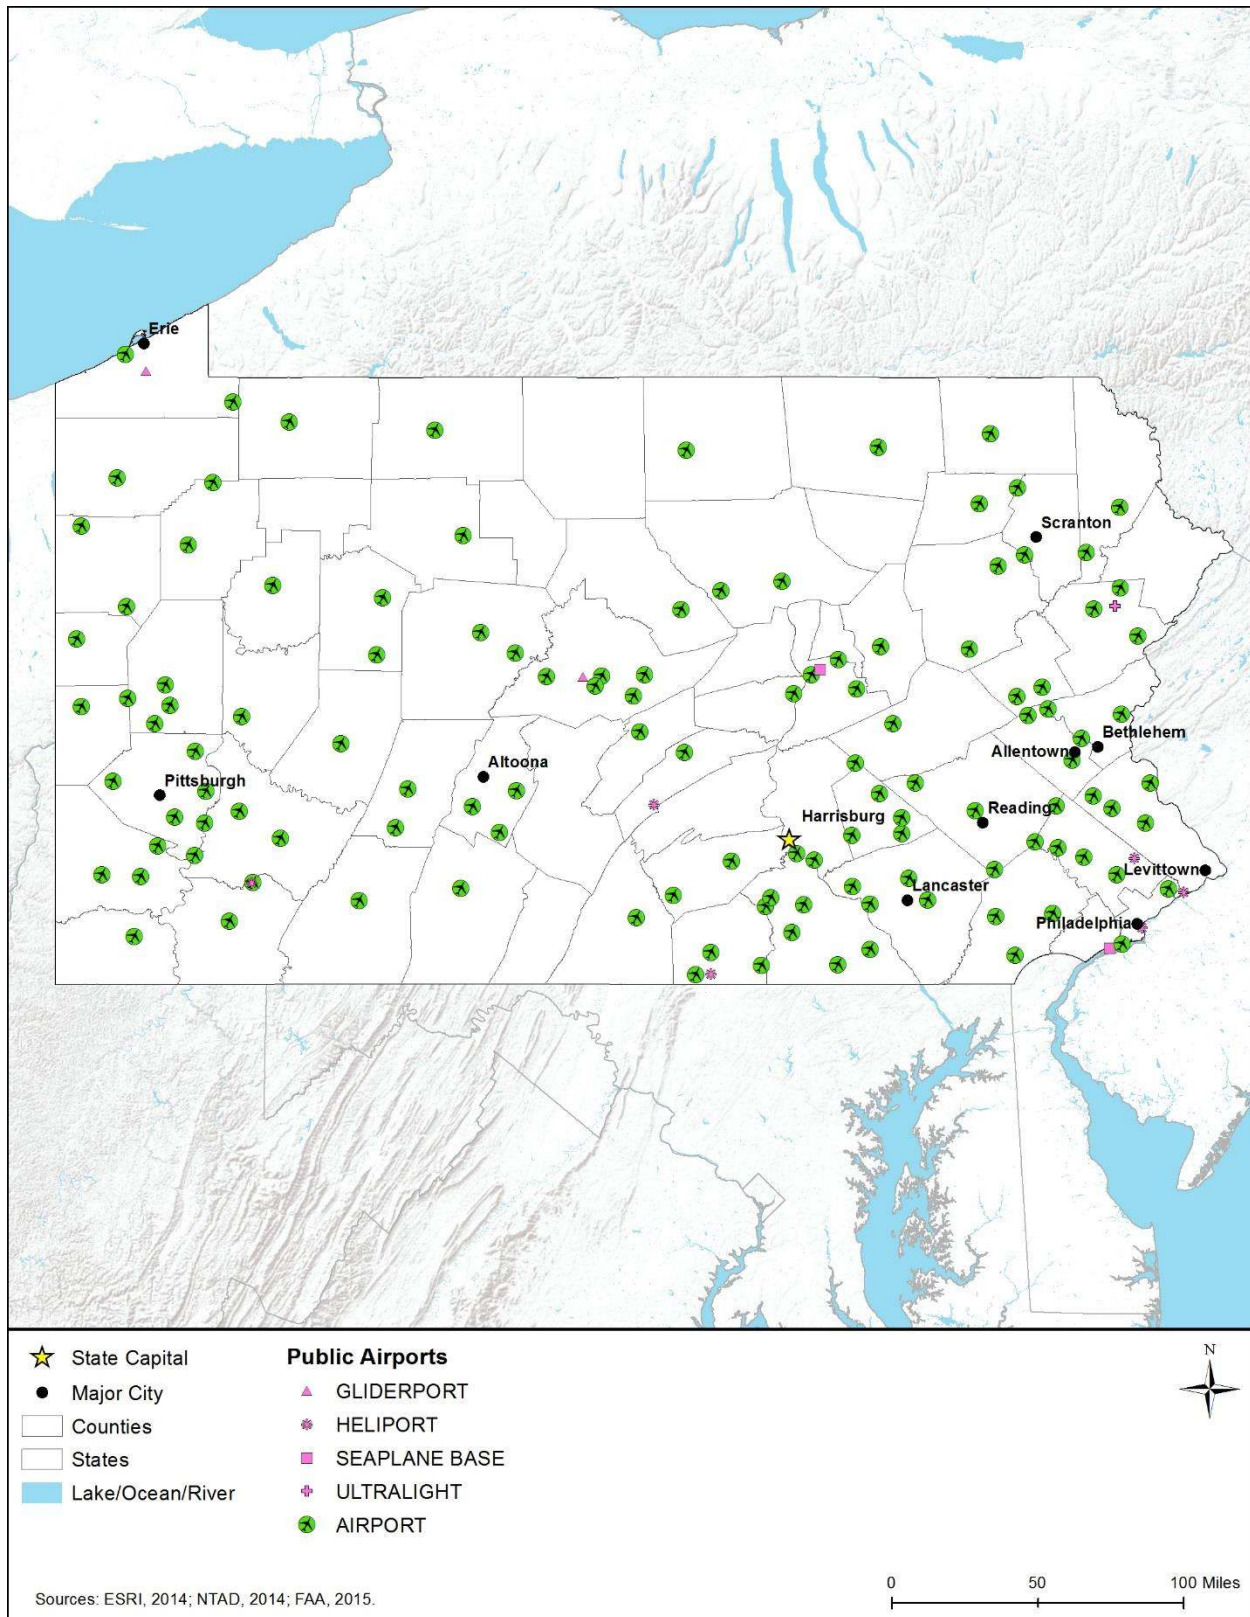 Erie
Scranton
Bethlehem
Allentown
Altoona
Pittsburgh
Reading
Harrisburg
Levittown
Lancaster
Philadelphia
State Capital
Major City
Counties
States
Lake/Ocean/River
Public Airports
GLIDERPORT
HELIPORT
SEAPLANE BASE
ULTRALIGHT
AIRPORT
N
Sources: ESRI, 2014; NTAD, 2014; FAA, 2015.
0 50 100 Miles